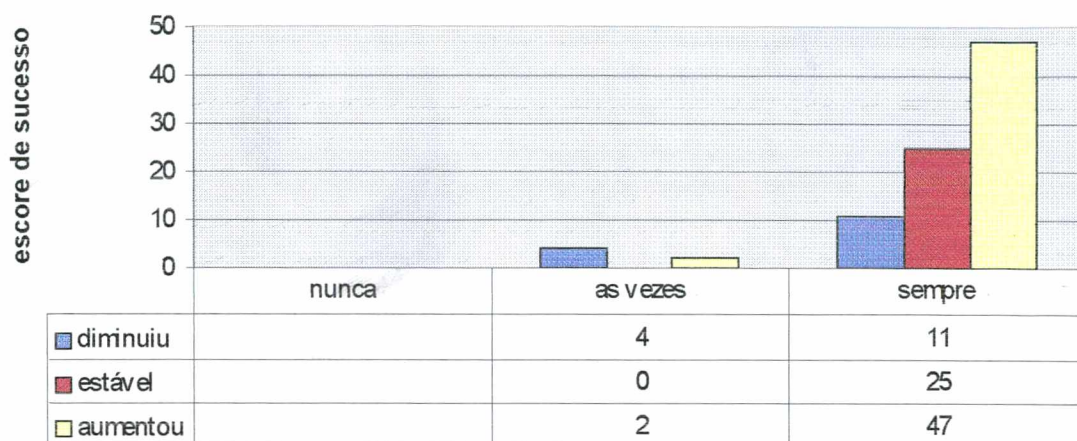 escore de sucesso
50
40
30
20
10
0
nunca as vezes sempre
diminuiu 4 11
estável 0 25
aumentou 2 47